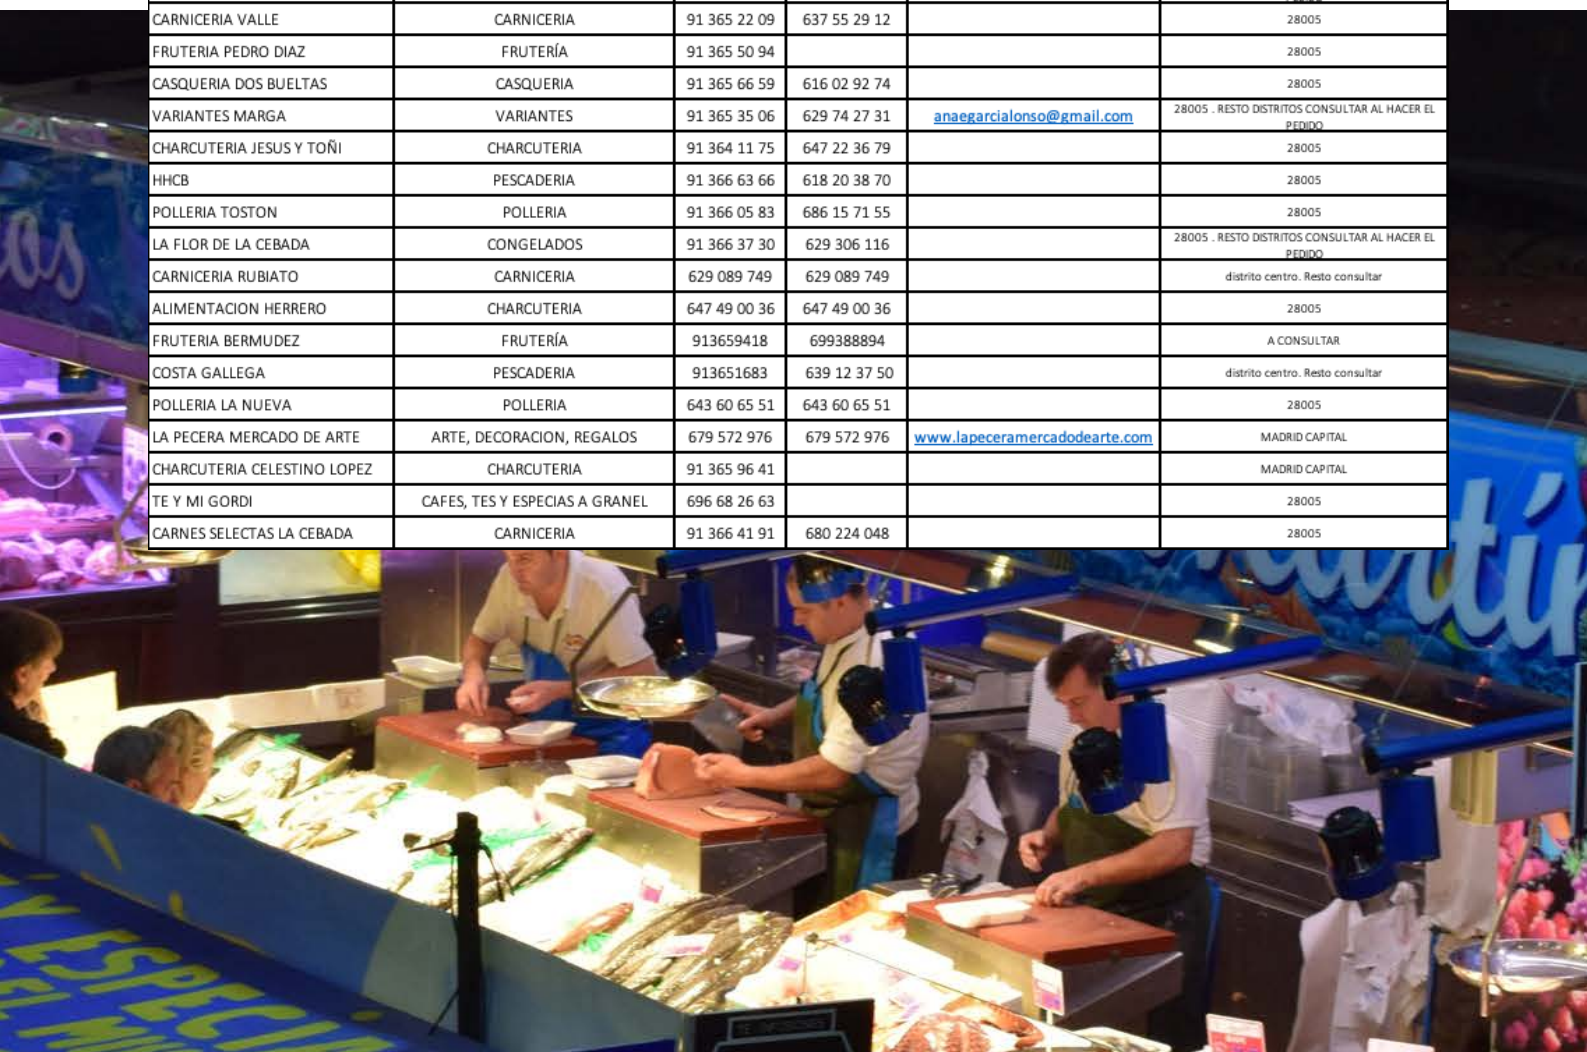 CARNICERIA VALLE CARNICERIA 91 365 22 09 637 55 29 12 28005
FRUTERIA PEDRO DIAZ FRUTERÍA 91 365 50 94 28005
CASQUERIA DOS BUELTAS CASQUERIA 91 365 66 59 616 02 92 74 28005
VARIANTES MARGA VARIANTES 91 365 35 06 629 74 27 31 anaegarcialonso@gmail.com 28005 . RESTO DISTRITOS CONSULTAR AL HACER EL
PEDIDO
CHARCUTERIA JESUS Y TOÑI CHARCUTERIA 91 364 11 75 647 22 36 79 28005
HHCB PESCADERIA 91 366 63 66 618 20 38 70 28005
POLLERIA TOSTON POLLERIA 91 366 05 83 686 15 71 55 28005
LA FLOR DE LA CEBADA CONGELADOS 91 366 37 30 629 306 116 28005 . RESTO DISTRITOS CONSULTAR AL HACER EL
PEDIDO
CARNICERIA RUBIATO CARNICERIA 629 089 749 629 089 749 distrito centro. Resto consultar
ALIMENTACION HERRERO CHARCUTERIA 647 49 00 36 647 49 00 36 28005
FRUTERIA BERMUDEZ FRUTERÍA 913659418 699388894 A CONSULTAR
COSTA GALLEGA PESCADERIA 913651683 639 12 37 50 distrito centro. Resto consultar
POLLERIA LA NUEVA POLLERIA 643 60 65 51 643 60 65 51 28005
LA PECERA MERCADO DE ARTE ARTE, DECORACION, REGALOS 679 572 976 679 572 976 www.lapeceramercadodearte.com MADRID CAPITAL
CHARCUTERIA CELESTINO LOPEZ CHARCUTERIA 91 365 96 41 MADRID CAPITAL
TE Y MI GORDI CAFES, TES Y ESPECIAS A GRANEL 696 68 26 63 28005
CARNES SELECTAS LA CEBADA CARNICERIA 91 366 41 91 680 224 048 28005